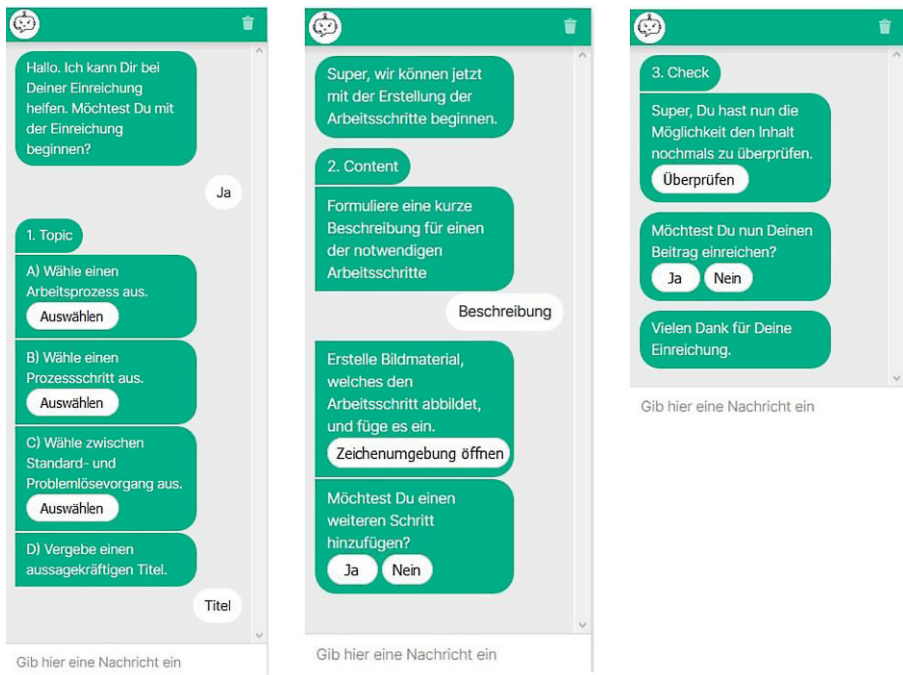 Hallo. Ich kann Dir bei
Deiner Einreichung
helfen. Möchtest Du mit
der Einreichung
beginnen?
Ja
1. Topic
A) Wähle einen
Arbeitsprozess aus.
Auswählen
B) Wähle einen
Prozessschritt aus.
Auswählen
C) Wähle zwischen
Standard- und
Problemlösevorgang aus.
Auswählen
D) Vergebe einen
aussagekräftigen Titel.
Titel
Gib hier eine Nachricht ein
Super, wir können jetzt
mit der Erstellung der
Arbeitsschritte beginnen.
2. Content
Formuliere eine kurze
Beschreibung für einen
der notwendigen
Arbeitsschritte
Beschreibung
Erstelle Bildmaterial,
welches den
Arbeitsschritt abbildet,
und füge es ein.
Zeichenumgebung öffnen
Möchtest Du einen
weiteren Schritt
hinzufügen?
Ja Nein
Gib hier eine Nachricht ein
3. Check
Super, Du hast nun die
Möglichkeit den Inhalt
nochmals zu überprüfen.
Überprüfen
Möchtest Du nun Deinen
Beitrag einreichen?
Ja Nein
Vielen Dank für Deine
Einreichung.
Gib hier eine Nachricht ein